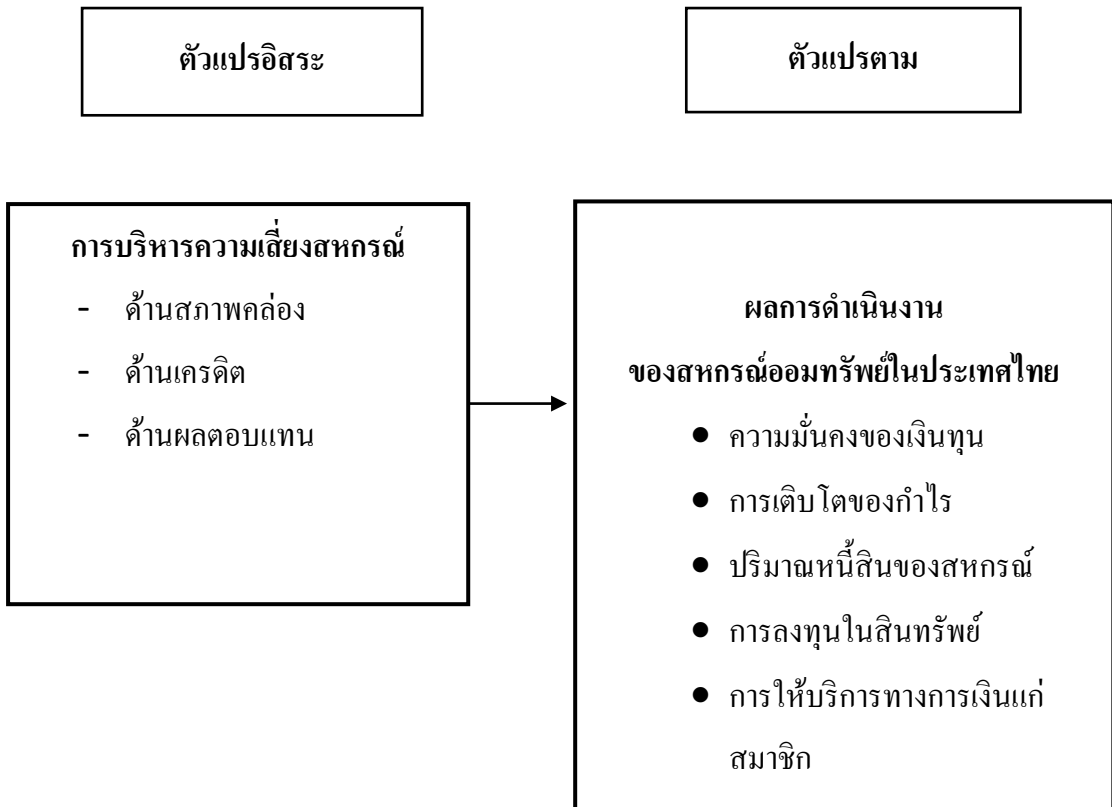 ตัวแปรอิสระ
ตัวแปรตาม
การบริหารความเสี่ยงสหกรณ์
- ด้านสภาพคล่อง
- ด้านเครดิต
- ด้านผลตอบแทน
ผลการดำเนินงาน
ของสหกรณ์ออมทรัพย์ในประเทศไทย
● ความมั่นคงของเงินทุน
● การเติบโตของกำไร
● ปริมาณหนี้สินของสหกรณ์
● การลงทุนในสินทรัพย์
● การให้บริการทางการเงินแก่
สมาชิก